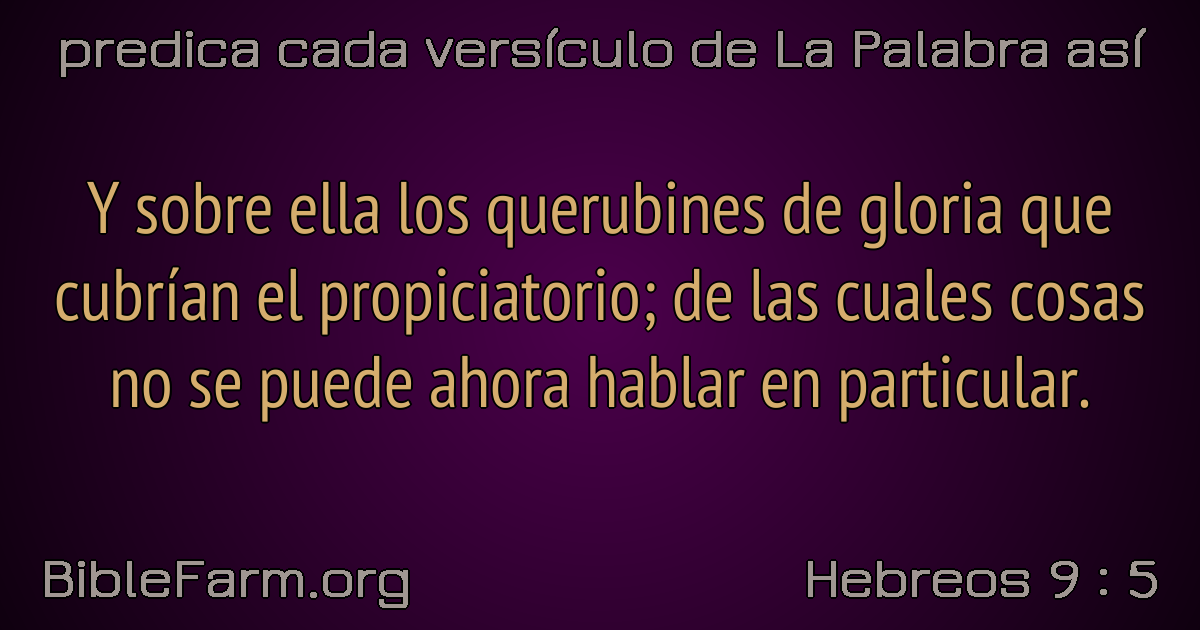 predica cada versículo de La Palabra así
Y sobre ella los querubines de gloria que
cubrían el propiciatorio; de las cuales cosas
no se puede ahora hablar en particular.
BibleFarm.org
Hebreos 9 : 5